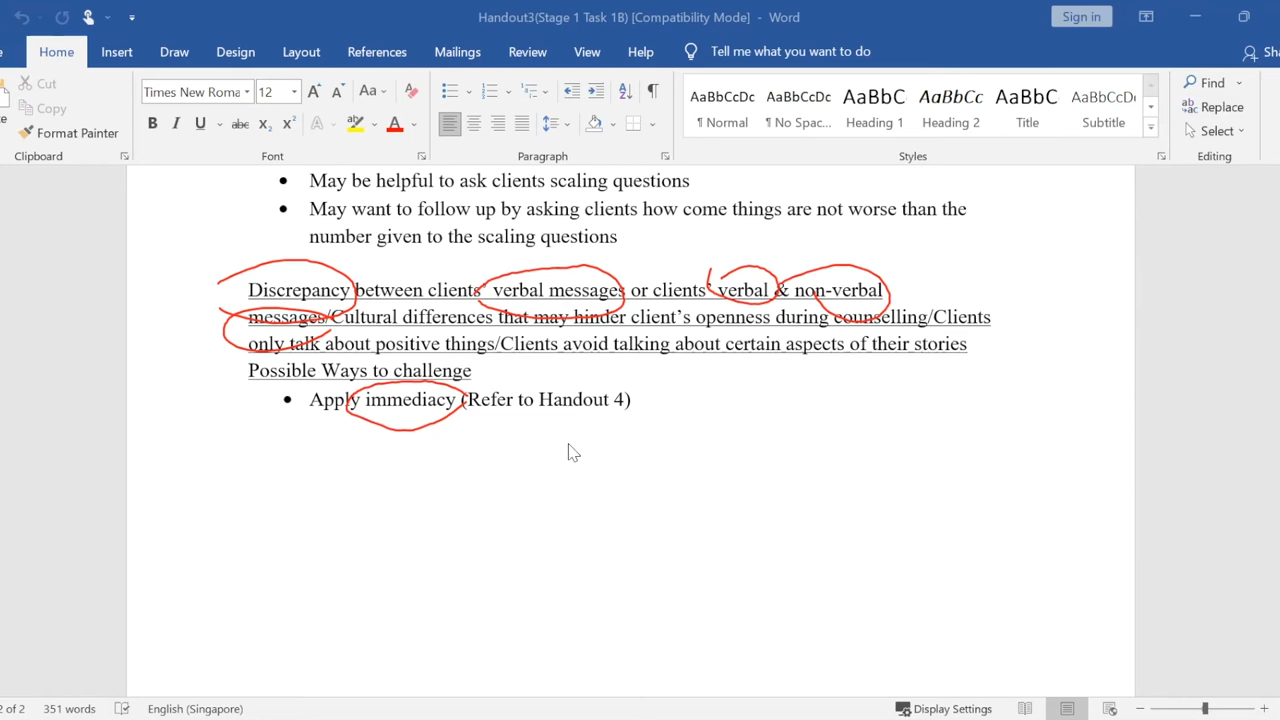 Handout3(Stage 1 Task 1B) [Compatibility Mode] - Word
Sign in
Home Insert Draw Design Layout References Mailings Review View Help Tell me what you want to do
Cut
Copy
Format Painter
Clipboard
Times New Roma 12
Font
Paragraph
AaBbCcDc AaBbCcDc AaBbC AaBbCc AaBbC AaBbCcD
¶ Normal ¶ No Spac... Heading 1 Heading 2 Title Subtitle
Styles
Find
Replace
Select
Editing
• May be helpful to ask clients scaling questions
• May want to follow up by asking clients how come things are not worse than the
number given to the scaling questions
Discrepancy between clients’ verbal messages or clients’ verbal & non-verbal
messages/Cultural differences that may hinder client’s openness during counselling/Clients
only talk about positive things/Clients avoid talking about certain aspects of their stories
Possible Ways to challenge
• Apply immediacy (Refer to Handout 4)
2 of 2 351 words English (Singapore) Display Settings